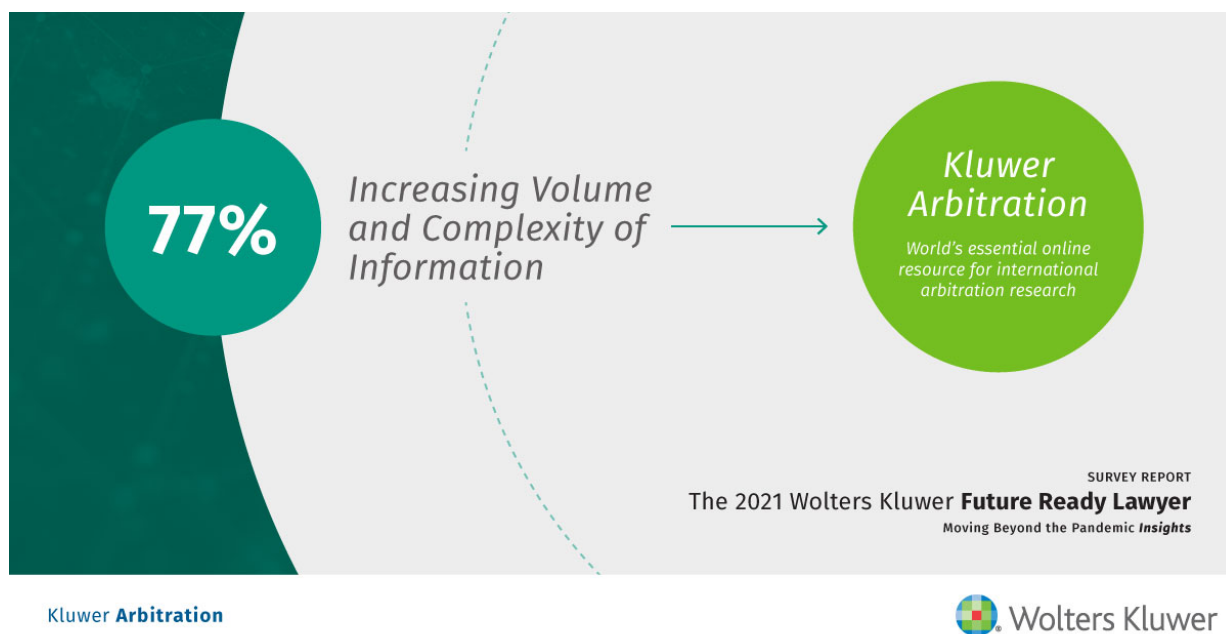 77%
Increasing Volume
and Complexity of
Information
Kluwer
Arbitration
World's essential online
resource for international
arbitration research
SURVEY REPORT
The 2021 Wolters Kluwer Future Ready Lawyer
Moving Beyond the Pandemic Insights
Kluwer Arbitration
Wolters Kluwer